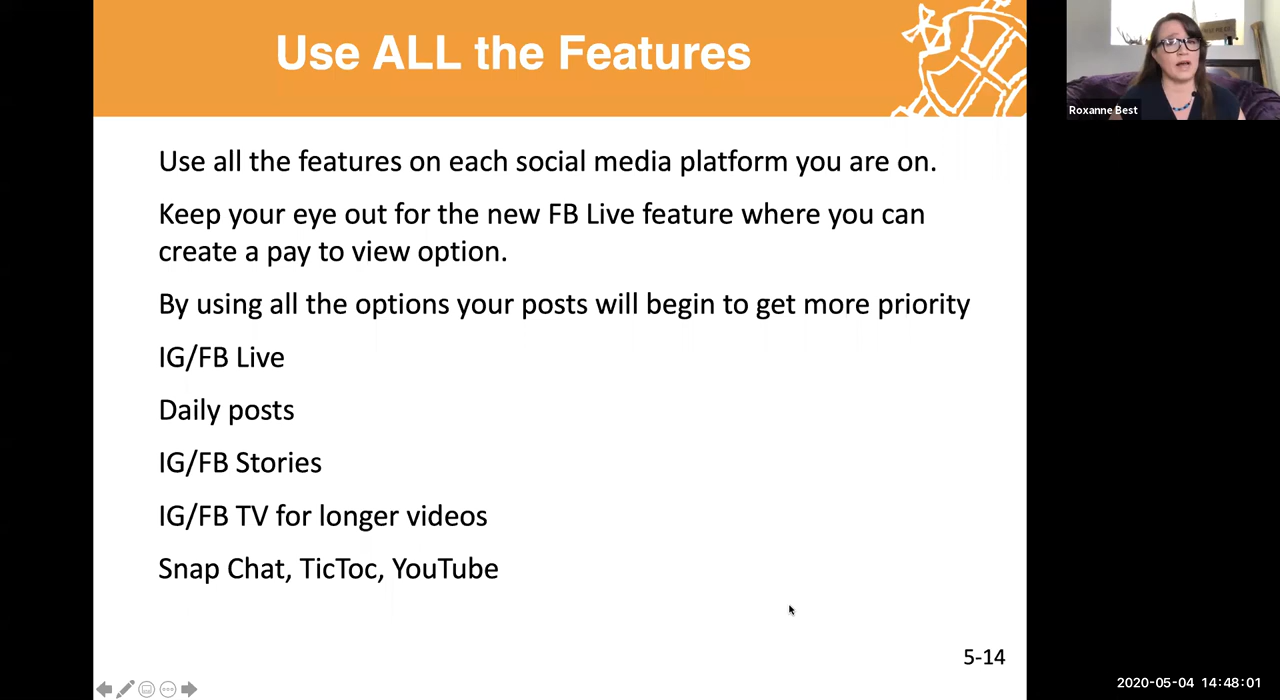 Use ALL the Features
Roxanne Best
Use all the features on each social media platform you are on.
Keep your eye out for the new FB Live feature where you can
create a pay to view option.
By using all the options your posts will begin to get more priority
IG/FB Live
Daily posts
IG/FB Stories
IG/FB TV for longer videos
Snap Chat, TicToc, YouTube
5-14
2020-05-04 14:48:01